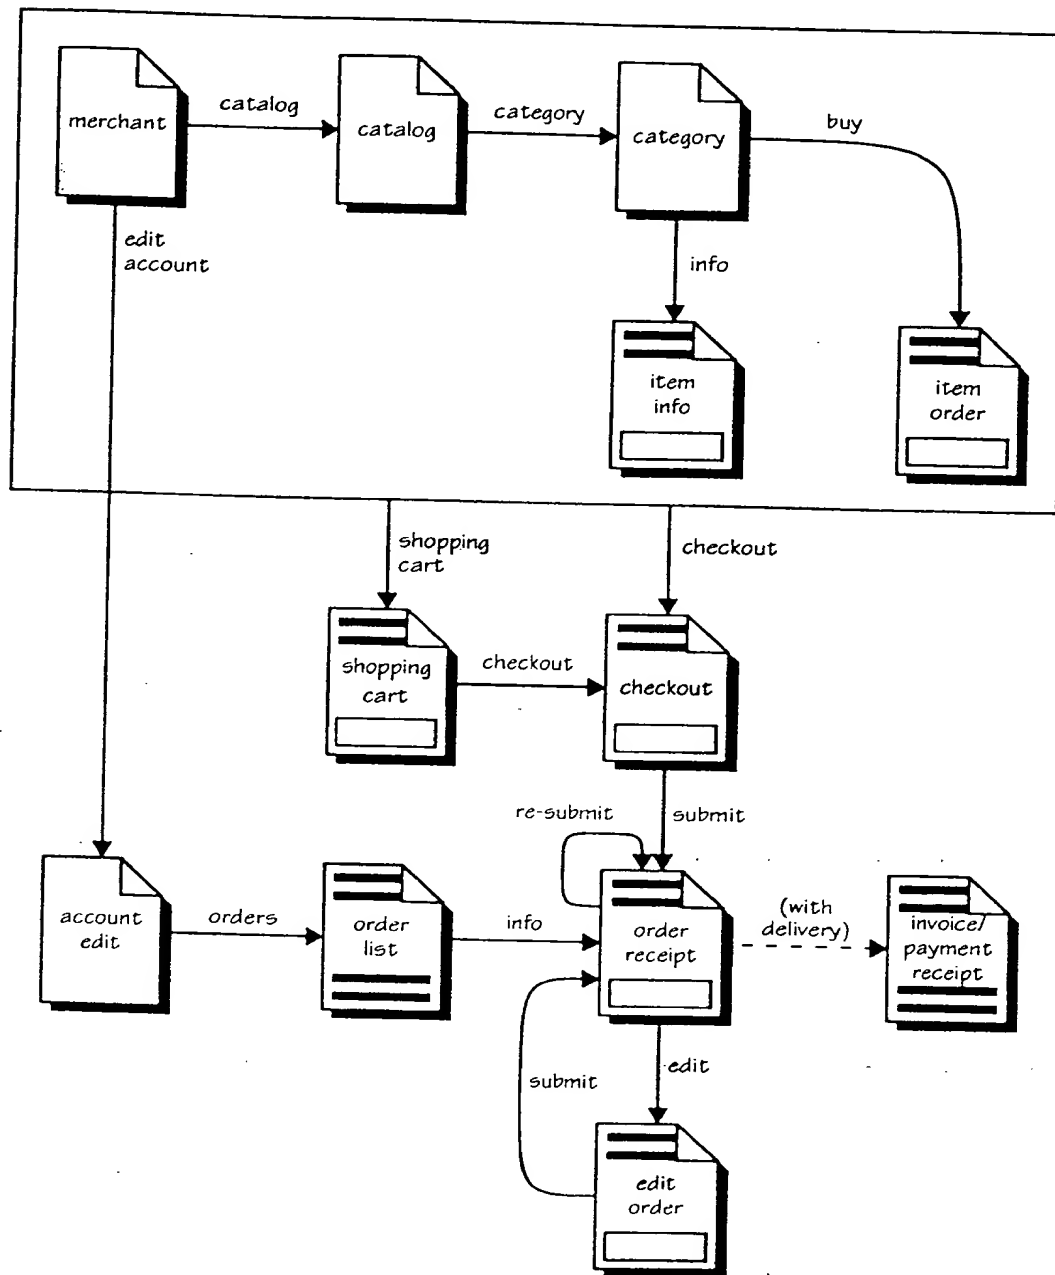 merchant
catalog
catalog
category
category
buy
edit
account
info
item
info
item
order
shopping
cart
checkout
shopping
cart
checkout
checkout
re-submit
submit
account
edit
orders
order
list
info
order
receipt
(with
delivery)
invoice/
payment
receipt
submit
edit
edit
order